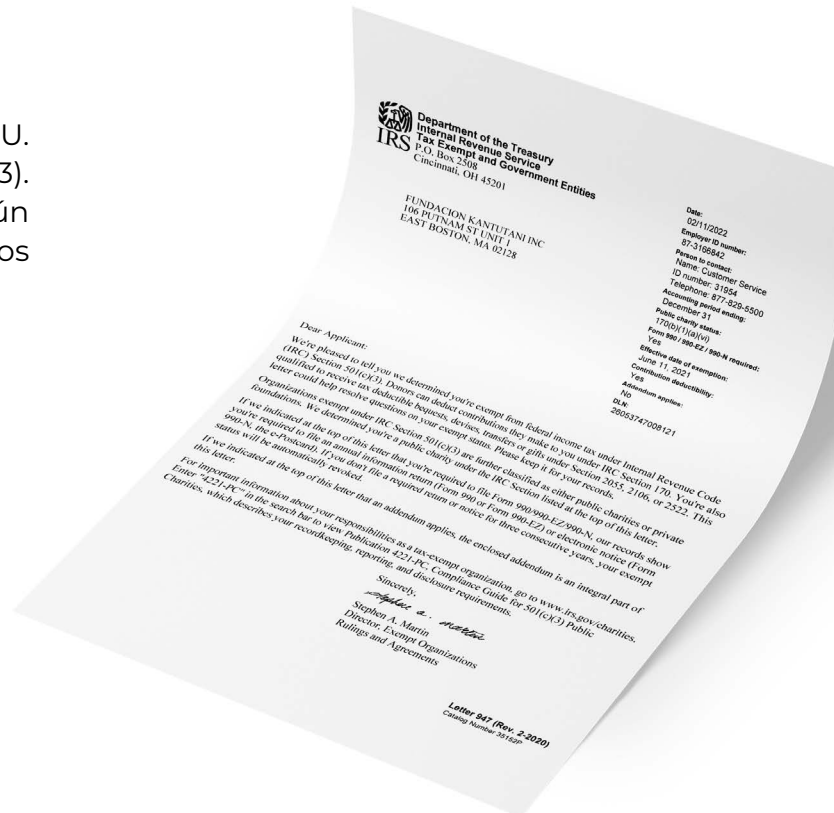 U.
3).
ún
os
IRS
Department of the Treasury
Internal Revenue Service
Tax Exempt and Government Entities
P.O. Box 2508
Cincinnati, OH 45201
FUNDACION KANTUTANI INC
106 PUTNAM ST UNIT 1
EAST BOSTON, MA 02128
Date:
02/11/2022
Employer ID number:
87-3166842
Person to contact:
Name: Customer Service
ID number: 31954
Telephone: 877-829-5500
Accounting period ending:
December 31
Public charity status:
170(b)(1)(a)(vi)
Form 990 / 990-EZ / 990-N required:
Yes
Effective date of exemption:
June 11, 2021
Contribution deductibility:
Yes
Addendum applies:
No
DLN:
26053747008121
Dear Applicant:
We're pleased to tell you we determined you're exempt from federal income tax under Internal Revenue Code
(IRC) Section 501(c)(3). Donors can deduct contributions they make to you under IRC Section 170. You're also
qualified to receive tax deductible bequests, devises, transfers or gifts under Section 2055, 2106, or 2522. This
letter could help resolve questions on your exempt status. Please keep it for your records.
Organizations exempt under IRC Section 501(c)(3) are further classified as either public charities or private
foundations. We determined you're a public charity under the IRC Section listed at the top of this letter.
If we indicated at the top of this letter that you're required to file Form 990/990-EZ/990-N, our records show
you're required to file an annual information return (Form 990 or Form 990-EZ) or electronic notice (Form
990-N, the e-Postcard). If you don't file a required return or notice for three consecutive years, your exempt
status will be automatically revoked.
If we indicated at the top of this letter that an addendum applies, the enclosed addendum is an integral part of
this letter.
For important information about your responsibilities as a tax-exempt organization, go to www.irs.gov/charities.
Enter "4221-PC" in the search bar to view Publication 4221-PC, Compliance Guide for 501(c)(3) Public
Charities, which describes your recordkeeping, reporting, and disclosure requirements.
Sincerely,
Stephen A. Martin
Stephen A. Martin
Director, Exempt Organizations
Rulings and Agreements
Letter 947 (Rev. 2-2020)
Catalog Number 35152P